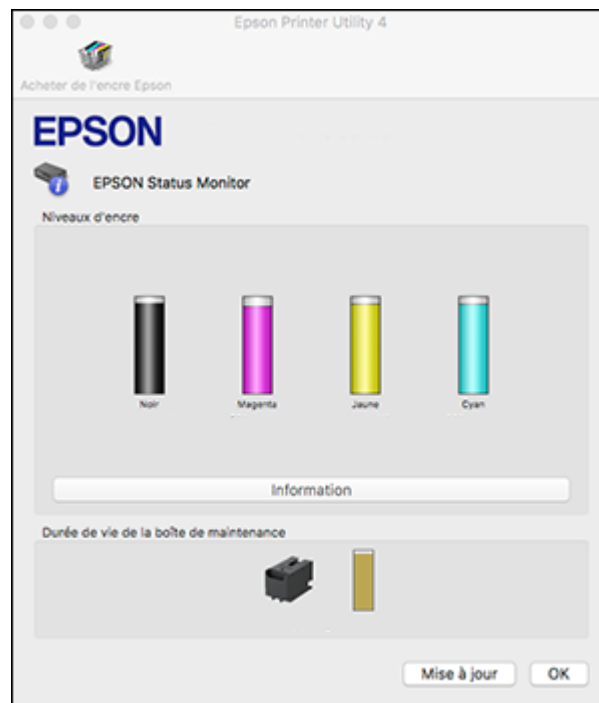 Epson Printer Utility 4
Acheter de l'encre Epson
EPSON
EPSON Status Monitor
Niveaux d'encre
Noir Magenta Jaune Cyan
Information
Durée de vie de la boîte de maintenance
Mise à jour OK